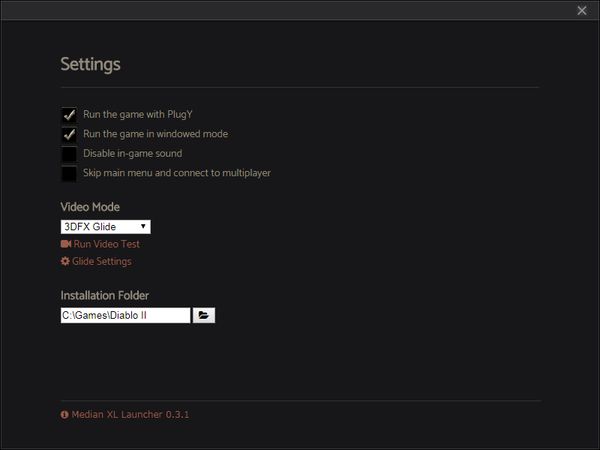 Settings
Run the game with PlugY
Run the game in windowed mode
Disable in-game sound
Skip main menu and connect to multiplayer
Video Mode
3DFX Glide
Run Video Test
Glide Settings
Installation Folder
C:\Games\Diablo II
Median XL Launcher 0.3.1